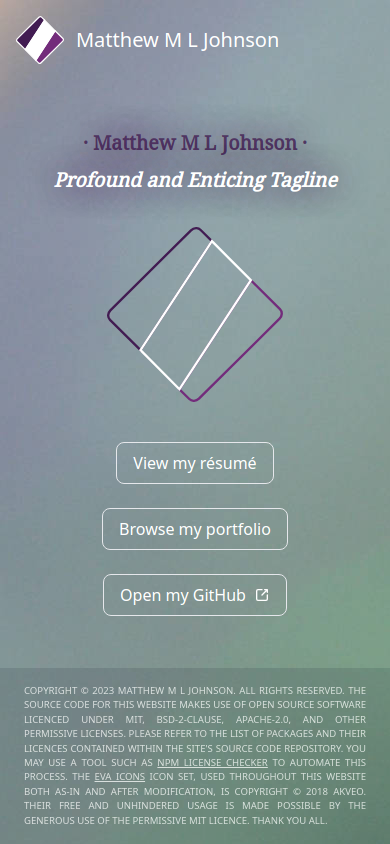 Matthew M L Johnson
· Matthew M L Johnson ·
Profound and Enticing Tagline
View my résumé
Browse my portfolio
Open my GitHub
COPYRIGHT © 2023 MATTHEW M L JOHNSON. ALL RIGHTS RESERVED. THE
SOURCE CODE FOR THIS WEBSITE MAKES USE OF OPEN SOURCE SOFTWARE
LICENCED UNDER MIT, BSD-2-CLAUSE, APACHE-2.0, AND OTHER
PERMISSIVE LICENSES. PLEASE REFER TO THE LIST OF PACKAGES AND THEIR
LICENCES CONTAINED WITHIN THE SITE'S SOURCE CODE REPOSITORY. YOU
MAY USE A TOOL SUCH AS NPM LICENSE CHECKER TO AUTOMATE THIS
PROCESS. THE EVA ICONS ICON SET, USED THROUGHOUT THIS WEBSITE
BOTH AS-IN AND AFTER MODIFICATION, IS COPYRIGHT © 2018 AKVEO.
THEIR FREE AND UNHINDERED USAGE IS MADE POSSIBLE BY THE
GENEROUS USE OF THE PERMISSIVE MIT LICENCE. THANK YOU ALL.